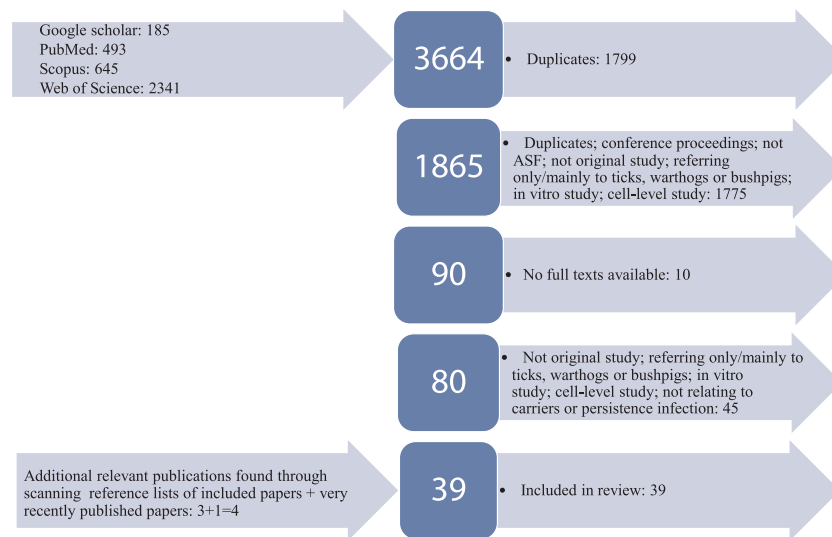 Google scholar: 185
PubMed: 493
Scopus: 645
Web of Science: 2341
3664
• Duplicates: 1799
1865
• Duplicates; conference proceedings; not
ASF; not original study; referring
only/mainly to ticks, warthogs or bushpigs;
in vitro study; cell-level study: 1775
90
• No full texts available: 10
80
• Not original study; referring only/mainly to
ticks, warthogs or bushpigs; in vitro
study; cell-level study; not relating to
carriers or persistence infection: 45
Additional relevant publications found through
scanning reference lists of included papers + very
recently published papers: 3+1=4
39
• Included in review: 39